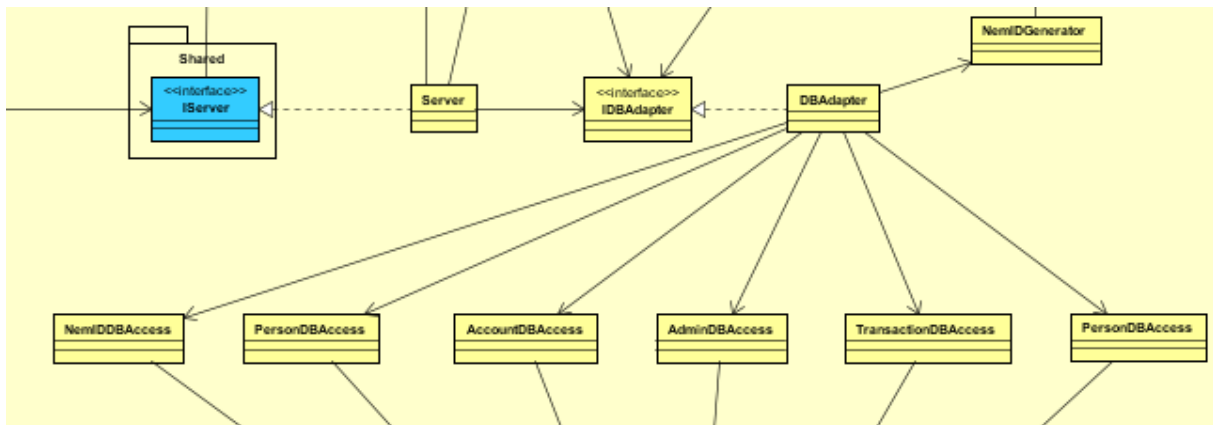 NemIDGenerator
Shared
<<interface>>
IServer
Server
<<interface>>
IDBAdapter
DBAdapter
NemIDDBAccess
PersonDBAccess
AccountDBAccess
AdminDBAccess
TransactionDBAccess
PersonDBAccess